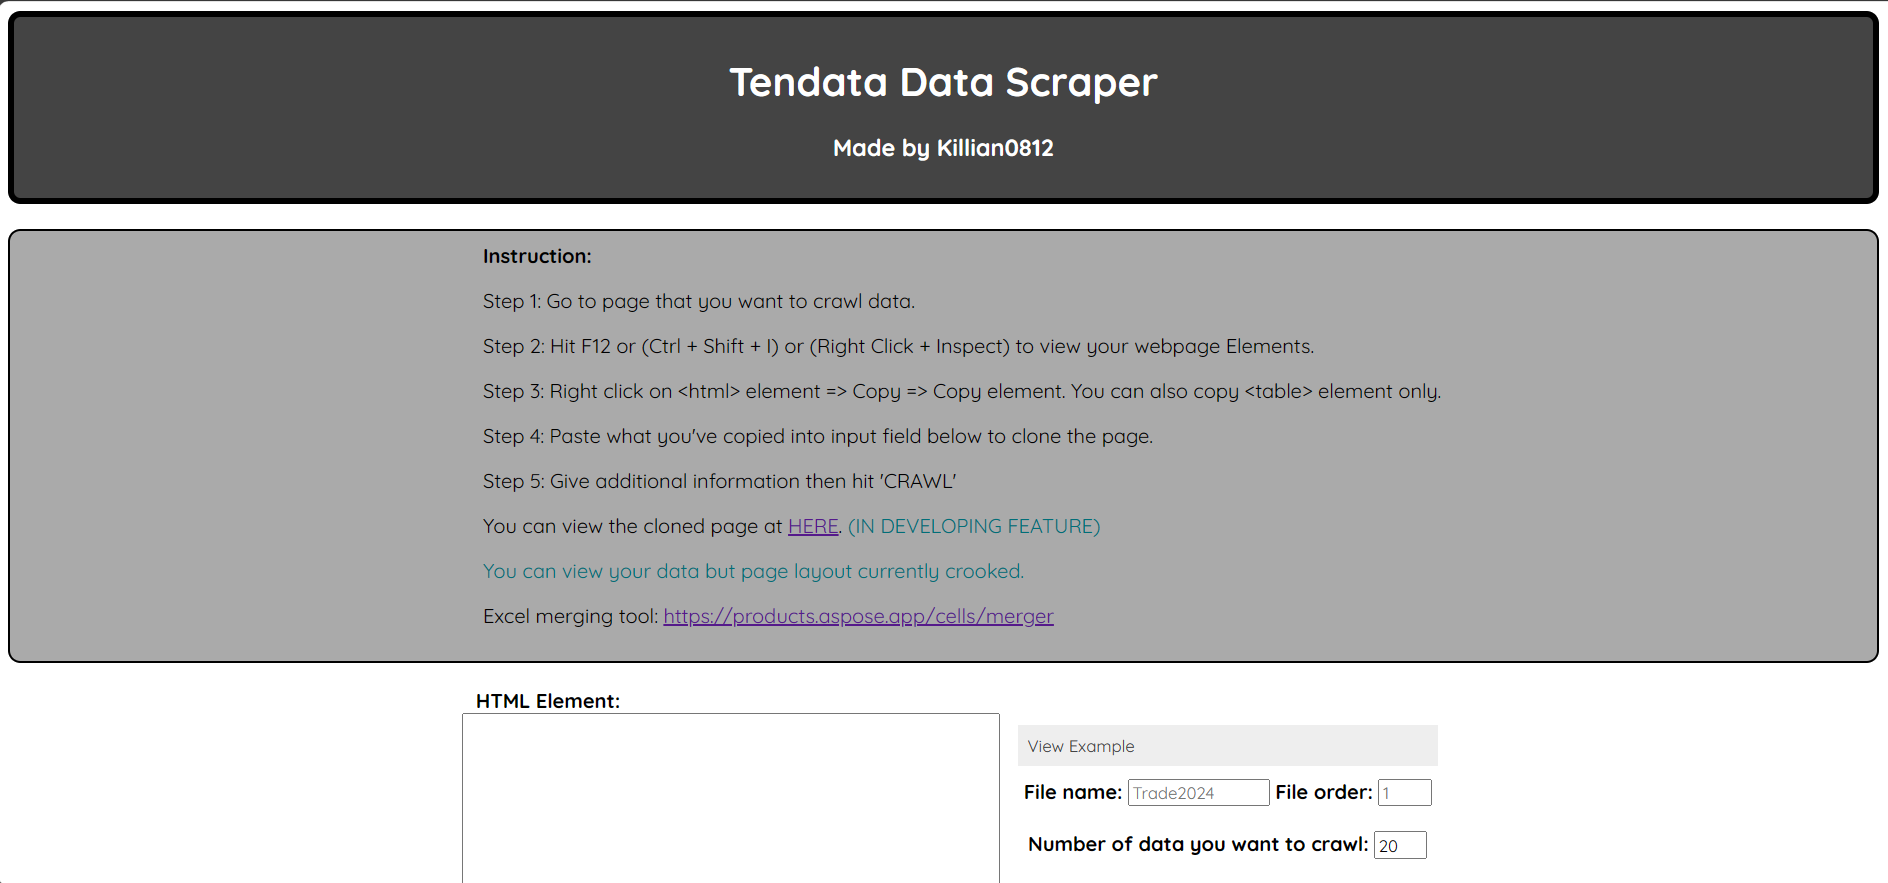 Tendata Data Scraper
Made by Killian0812
Instruction:
Step 1: Go to page that you want to crawl data.
Step 2: Hit F12 or (Ctrl + Shift + I) or (Right Click + Inspect) to view your webpage Elements.
Step 3: Right click on <html> element => Copy => Copy element. You can also copy <table> element only.
Step 4: Paste what you've copied into input field below to clone the page.
Step 5: Give additional information then hit 'CRAWL'
You can view the cloned page at HERE. (IN DEVELOPING FEATURE)
You can view your data but page layout currently crooked.
Excel merging tool: https://products.aspose.app/cells/merger
HTML Element:
View Example
File name: Trade2024 File order: 1
Number of data you want to crawl: 20